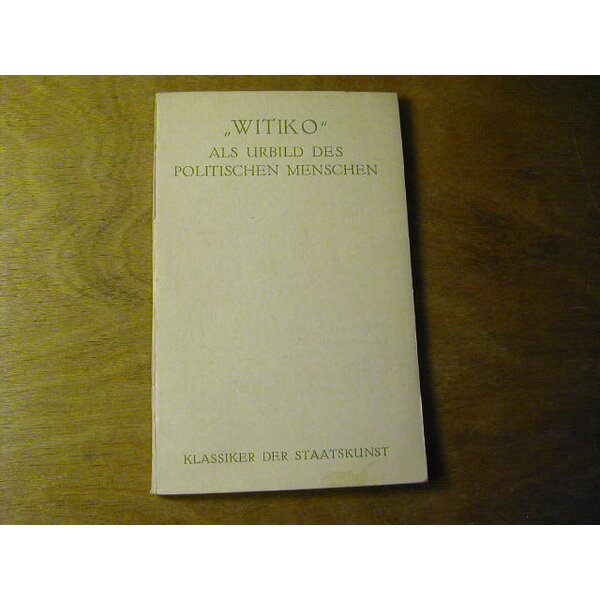 „WITIKO“
ALS URBILD DES
POLITISCHEN MENSCHEN
KLASSIKER DER STAATSKUNST